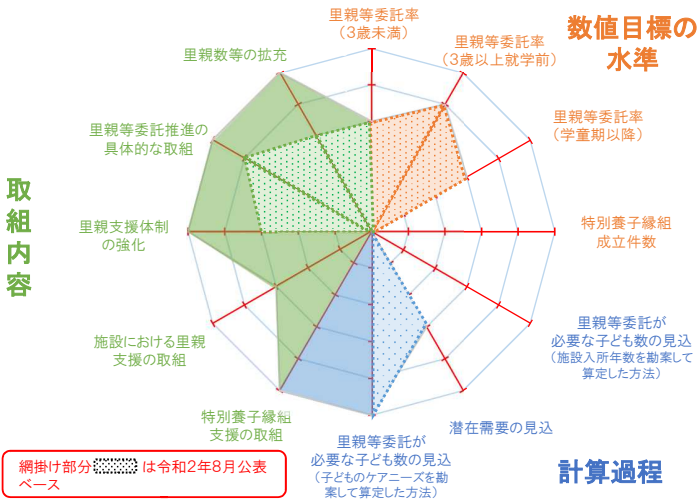 里親等委託率
（3歳未満）
里親等委託率
（3歳以上就学前）
数値目標の
水準
里親等委託率
（学童期以降）
特別養子縁組
成立件数
里親等委託が
必要な子ども数の見込
（施設入所年数を勘案して
算定した方法）
潜在需要の見込
計算過程
里親等委託が
必要な子ども数の見込
（子どものケアニーズを勘
案して算定した方法）
特別養子縁組
支援の取組
施設における里親
支援の取組
里親支援体制
の強化
里親等委託推進の
具体的な取組
里親数等の拡充
取組内容
網掛け部分 は令和2年8月公表
ベース